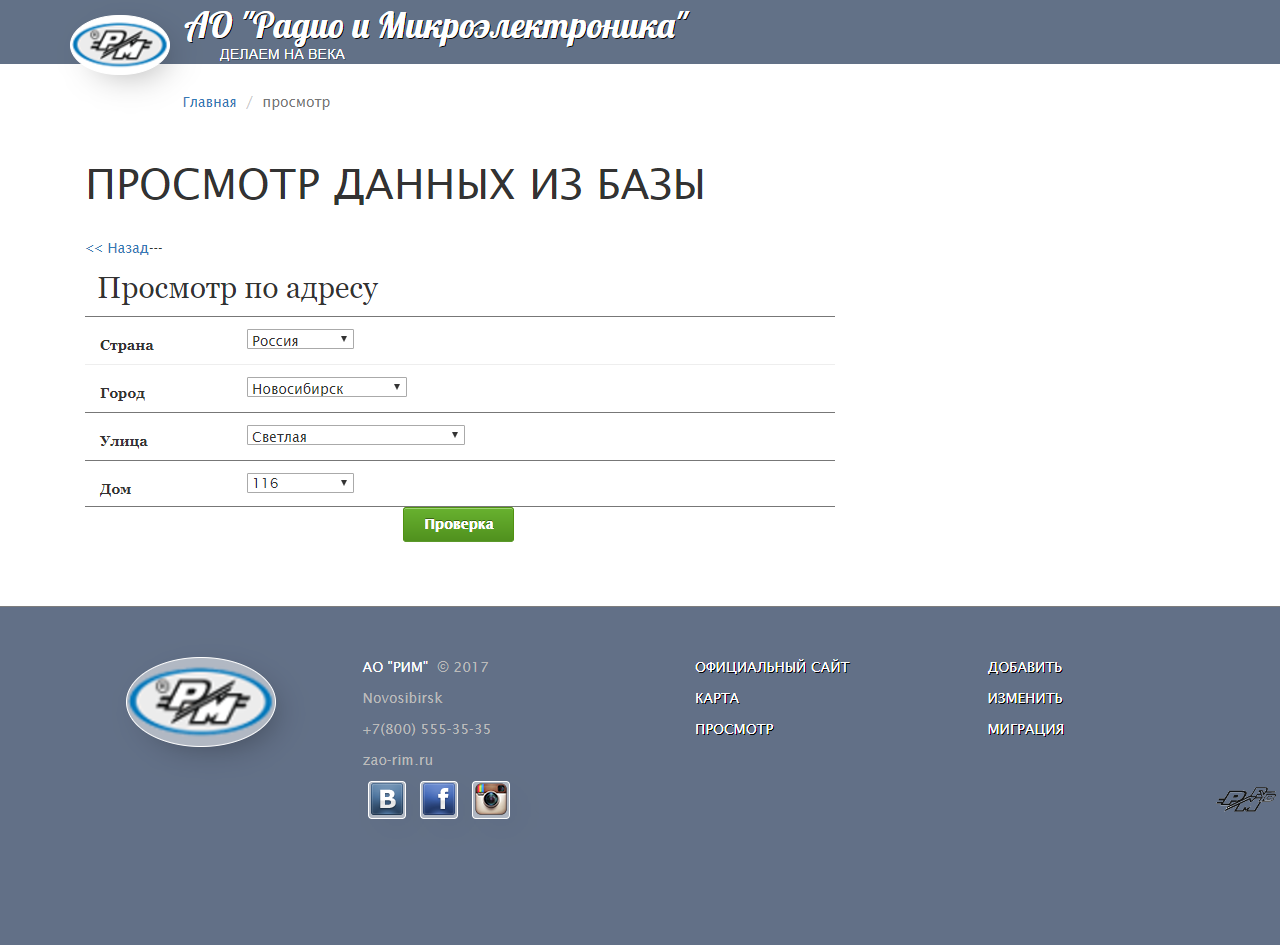 АО "Радио и Микроэлектроника"
ДЕЛАЕМ НА ВЕКА
РМ
Главная / просмотр
ПРОСМОТР ДАННЫХ ИЗ БАЗЫ
<< Назад---
Просмотр по адресу
Страна Россия
Город Новосибирск
Улица Светлая
Дом 116
Проверка
РМ
АО "РИМ" © 2017
Novosibirsk
+7(800) 555-35-35
zao-rim.ru
B f
ОФИЦИАЛЬНЫЙ САЙТ
КАРТА
ПРОСМОТР
ДОБАВИТЬ
ИЗМЕНИТЬ
МИГРАЦИЯ